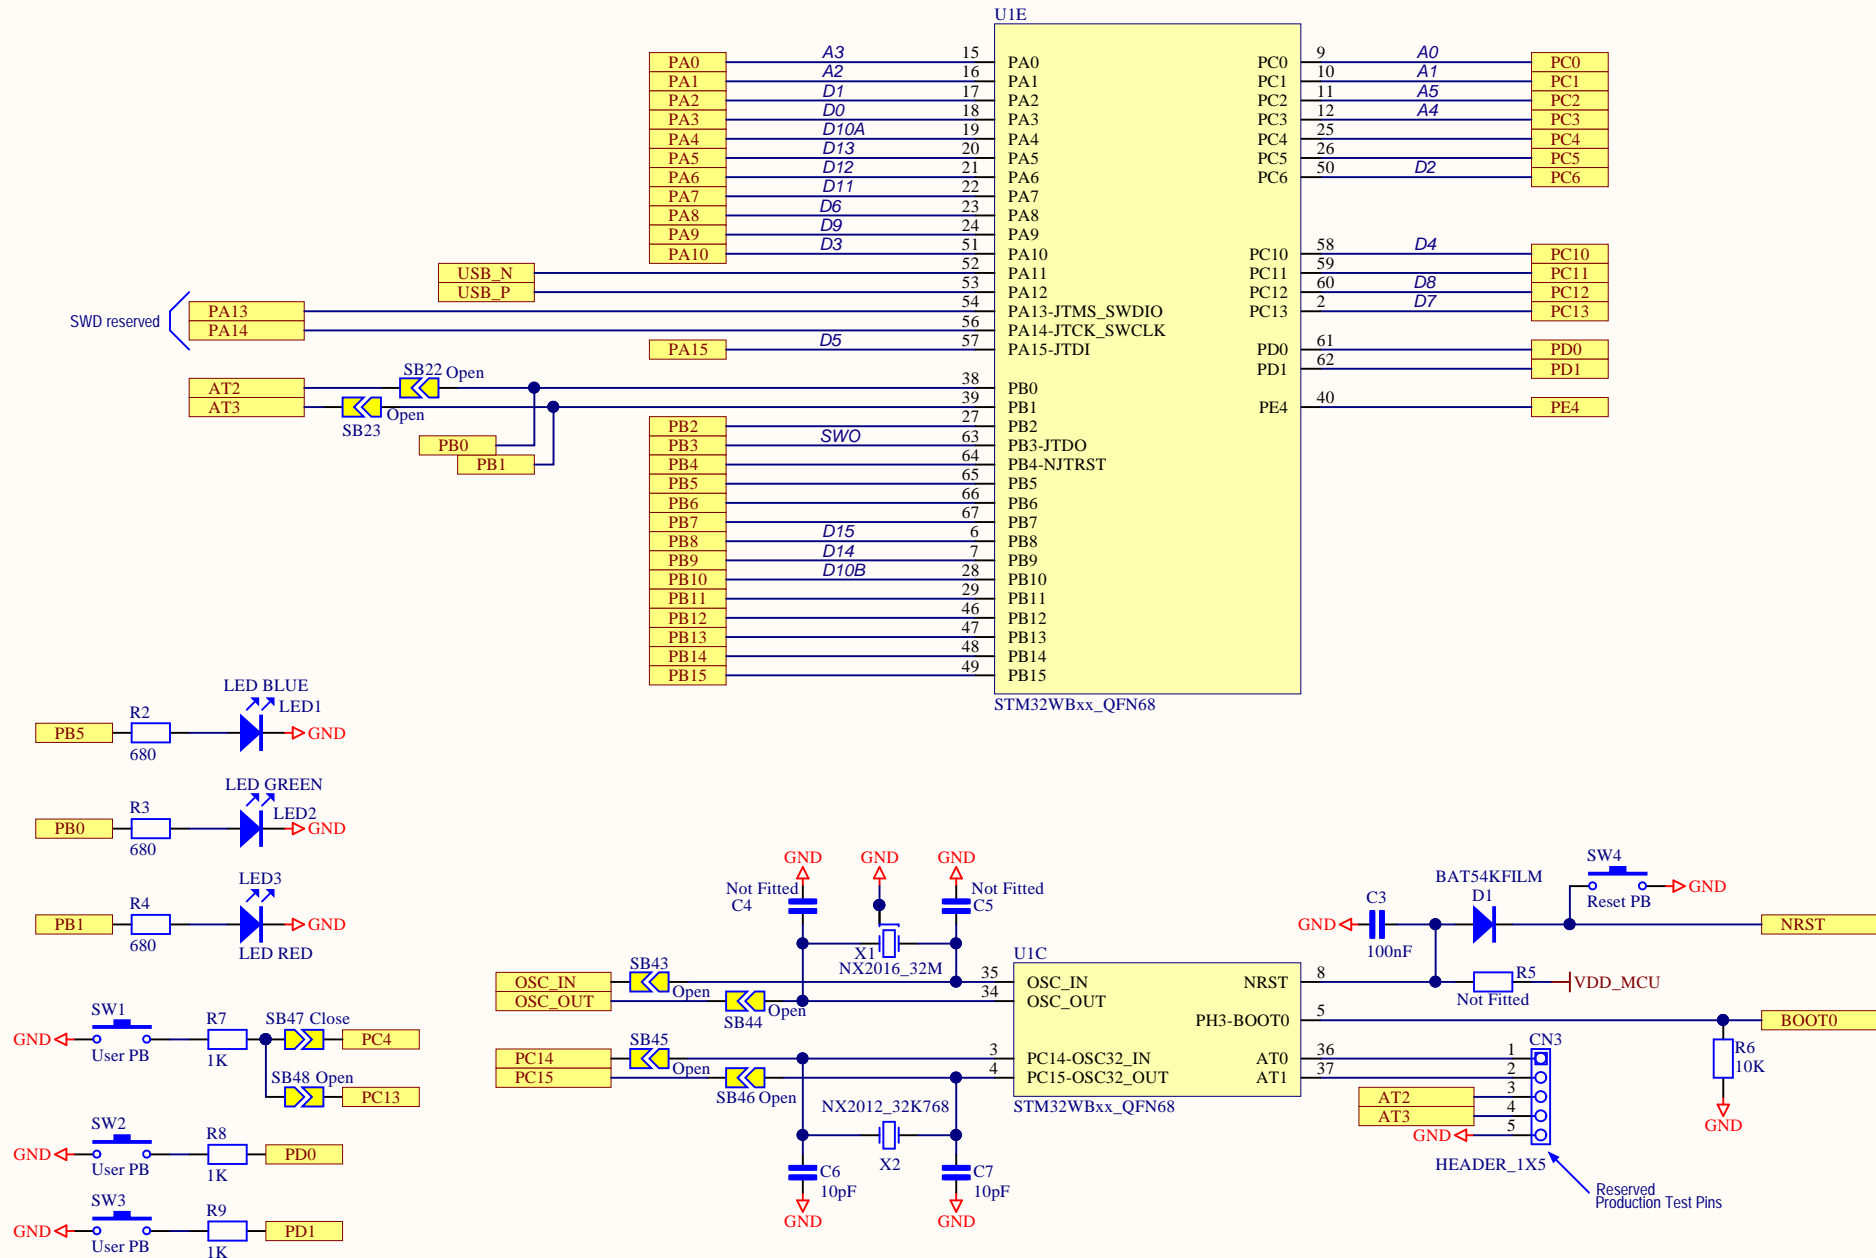 U1E
PA0 A3 15 PA0 PC0 9 A0 PC0
PA1 A2 16 PA1 PC1 10 A1 PC1
PA2 D1 17 PA2 PC2 11 A5 PC2
PA3 D0 18 PA3 PC3 12 A4 PC3
PA4 D10A 19 PA4 PC4 25 PC4
PA5 D13 20 PA5 PC5 26 PC5
PA6 D12 21 PA6 PC6 50 D2 PC6
PA7 D11 22 PA7
PA8 D6 23 PA8
PA9 D9 24 PA9
PA10 D3 51 PA10 PC10 58 D4 PC10
USB_N 52 PA11 PC11 59 PC11
USB_P 53 PA12 PC12 60 D8 PC12
SWD reserved
PA13 54 PA13-JTMS_SWDIO PC13 2 D7 PC13
PA14 56 PA14-JTCK_SWCLK
PA15 D5 57 PA15-JTDI PD0 61 PD0
PD1 62 PD1
AT2 SB22 Open 38 PB0
AT3 SB23 Open 39 PB1 PE4 40 PE4
PB0
PB1
PB2 27 PB2
PB3 SWO 63 PB3-JTDO
PB4 64 PB4-NJTRST
PB5 65 PB5
PB6 66 PB6
PB7 67 PB7
PB8 D15 6 PB8
PB9 D14 7 PB9
PB10 D10B 28 PB10
PB11 29 PB11
PB12 46 PB12
PB13 47 PB13
PB14 48 PB14
PB15 49 PB15
STM32WBxx_QFN68
LED BLUE
LED1
PB5 R2 680 GND
LED GREEN
LED2
PB0 R3 680 GND
LED3
PB1 R4 680 GND
LED RED
SW1 R7 SB47 Close
GND User PB 1K PC4
SB48 Open
PC13
SW2 R8
GND User PB 1K PD0
SW3 R9
GND User PB 1K PD1
GND GND GND
Not Fitted C4
Not Fitted C5
X1
NX2016_32M
U1C
OSC_IN SB43 Open 35 OSC_IN NRST 8
OSC_OUT SB44 Open 34 OSC_OUT
PH3-BOOT0 5 BOOT0
PC14 SB45 Open 3 PC14-OSC32_IN AT0 36
PC15 SB46 Open 4 PC15-OSC32_OUT AT1 37
STM32WBxx_QFN68
NX2012_32K768
X2
C6 10pF GND
C7 10pF GND
SW4
Reset PB
GND
BAT54KFILM
D1
C3
100nF
GND
NRST
R5
Not Fitted
VDD_MCU
R6
10K
GND
CN3
1
2
AT2 3
AT3 4
GND 5
HEADER_1X5
Reserved
Production Test Pins